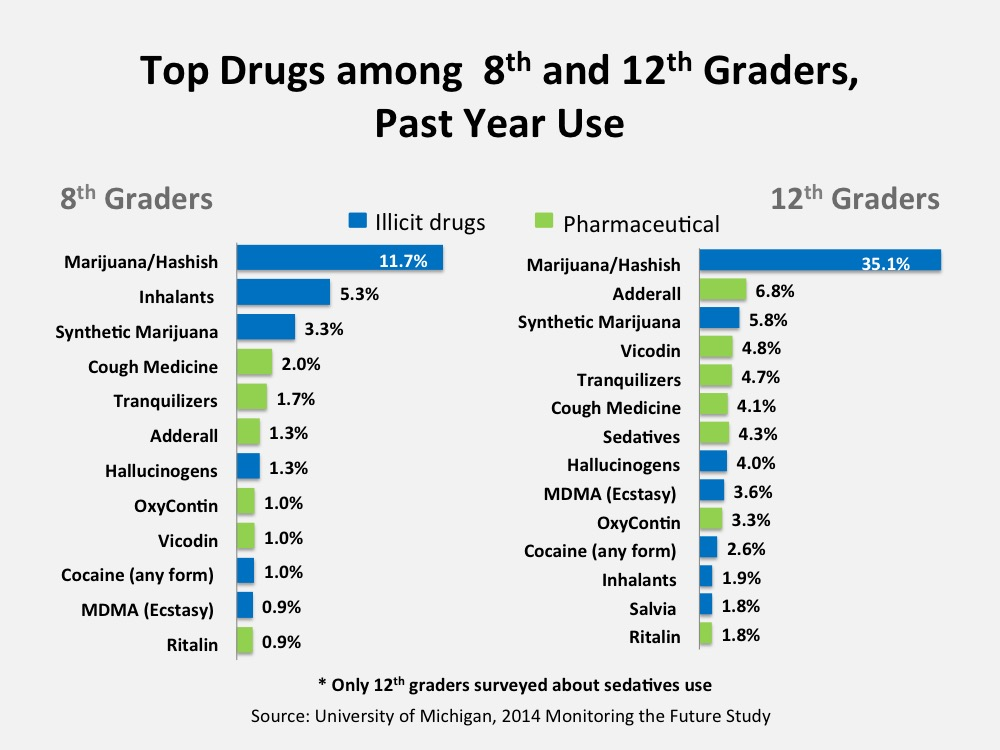 Top Drugs among 8th and 12th Graders,
Past Year Use
8th Graders
12th Graders
Illicit drugs
Pharmaceutical
Marijuana/Hashish 11.7%
Inhalants 5.3%
Synthetic Marijuana 3.3%
Cough Medicine 2.0%
Tranquilizers 1.7%
Adderall 1.3%
Hallucinogens 1.3%
OxyContin 1.0%
Vicodin 1.0%
Cocaine (any form) 1.0%
MDMA (Ecstasy) 0.9%
Ritalin 0.9%
Marijuana/Hashish 35.1%
Adderall 6.8%
Synthetic Marijuana 5.8%
Vicodin 4.8%
Tranquilizers 4.7%
Cough Medicine 4.1%
Sedatives 4.3%
Hallucinogens 4.0%
MDMA (Ecstasy) 3.6%
OxyContin 3.3%
Cocaine (any form) 2.6%
Inhalants 1.9%
Salvia 1.8%
Ritalin 1.8%
* Only 12th graders surveyed about sedatives use
Source: University of Michigan, 2014 Monitoring the Future Study